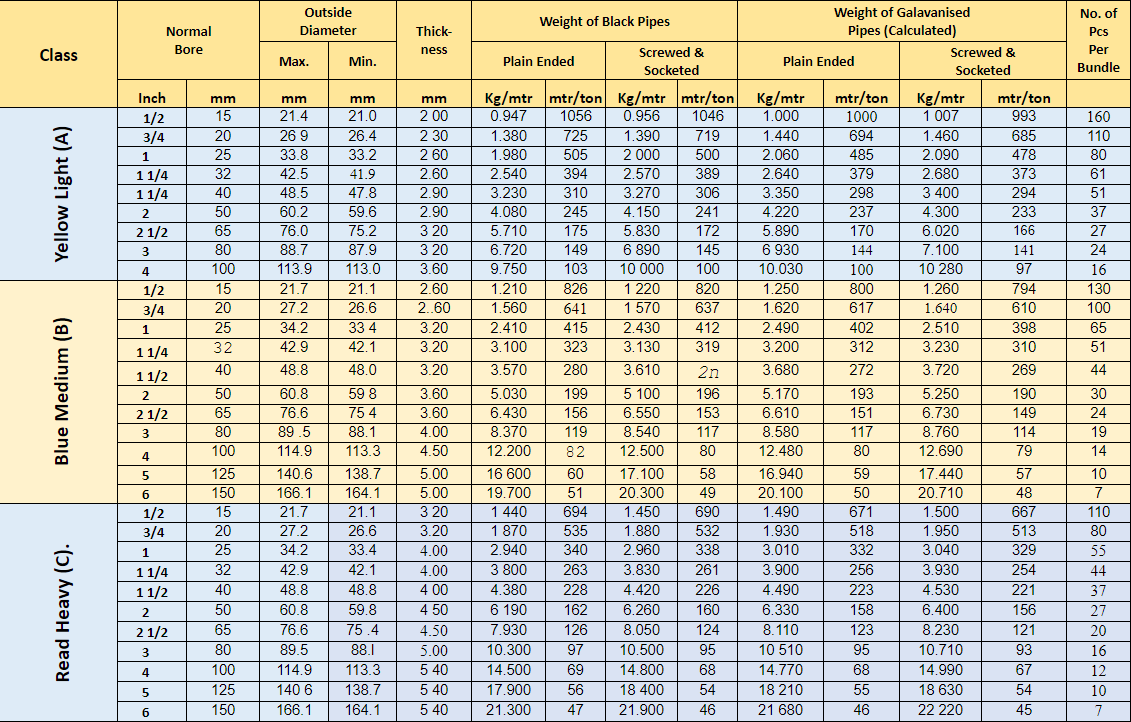 Class Normal Bore Outside Diameter Thick-ness Weight of Black Pipes Weight of Galavanised Pipes (Calculated) No. of Pcs Per Bundle
Max. Min. Plain Ended Screwed & Socketed Plain Ended Screwed & Socketed
Inch mm mm mm mm Kg/mtr mtr/ton Kg/mtr mtr/ton Kg/mtr mtr/ton Kg/mtr mtr/ton
Yellow Light (A)
1/2 15 21.4 21.0 2 00 0.947 1056 0.956 1046 1.000 1000 1 007 993 160
3/4 20 26 9 26.4 2 30 1.380 725 1.390 719 1.440 694 1.460 685 110
1 25 33.8 33.2 2 60 1.980 505 2 000 500 2.060 485 2.090 478 80
1 1/4 32 42.5 41.9 2.60 2.540 394 2.570 389 2.640 379 2.680 373 61
1 1/4 40 48.5 47.8 2.90 3.230 310 3.270 306 3.350 298 3 400 294 51
2 50 60.2 59.6 2.90 4.080 245 4.150 241 4.220 237 4.300 233 37
2 1/2 65 76.0 75.2 3 20 5.710 175 5.830 172 5.890 170 6.020 166 27
3 80 88.7 87.9 3 20 6.720 149 6 890 145 6 930 144 7.100 141 24
4 100 113.9 113.0 3.60 9.750 103 10 000 100 10.030 100 10 280 97 16
Blue Medium (B)
1/2 15 21.7 21.1 2.60 1.210 826 1 220 820 1.250 800 1.260 794 130
3/4 20 27.2 26.6 2..60 1.560 641 1 570 637 1.620 617 1.640 610 100
1 25 34.2 33 4 3.20 2.410 415 2.430 412 2.490 402 2.510 398 65
1 1/4 32 42.9 42.1 3.20 3.100 323 3.130 319 3.200 312 3.230 310 51
1 1/2 40 48.8 48.0 3.20 3.570 280 3.610 2n 3.680 272 3.720 269 44
2 50 60.8 59 8 3.60 5.030 199 5 100 196 5.170 193 5.250 190 30
2 1/2 65 76.6 75 4 3.60 6.430 156 6.550 153 6.610 151 6.730 149 24
3 80 89 .5 88.1 4.00 8.370 119 8.540 117 8.580 117 8.760 114 19
4 100 114.9 113.3 4.50 12.200 82 12.500 80 12.480 80 12.690 79 14
5 125 140.6 138.7 5.00 16 600 60 17.100 58 16.940 59 17.440 57 10
6 150 166.1 164.1 5.00 19.700 51 20.300 49 20.100 50 20.710 48 7
Read Heavy (C).
1/2 15 21.7 21.1 3 20 1 440 694 1.450 690 1.490 671 1.500 667 110
3/4 20 27.2 26.6 3 20 1 870 535 1.880 532 1.930 518 1.950 513 80
1 25 34.2 33.4 4.00 2.940 340 2.960 338 3.010 332 3.040 329 55
1 1/4 32 42.9 42.1 4.00 3 800 263 3.830 261 3.900 256 3.930 254 44
1 1/2 40 48.8 48.8 4 00 4.380 228 4.420 226 4.490 223 4.530 221 37
2 50 60.8 59.8 4 50 6 190 162 6.260 160 6.330 158 6.400 156 27
2 1/2 65 76.6 75 .4 4.50 7.930 126 8.050 124 8.110 123 8.230 121 20
3 80 89.5 88.l 5.00 10.300 97 10.500 95 10 510 95 10.710 93 16
4 100 114.9 113.3 5 40 14.500 69 14.800 68 14.770 68 14.990 67 12
5 125 140 6 138.7 5 40 17.900 56 18 400 54 18 210 55 18 630 54 10
6 150 166.1 164.1 5 40 21.300 47 21.900 46 21 680 46 22 220 45 7